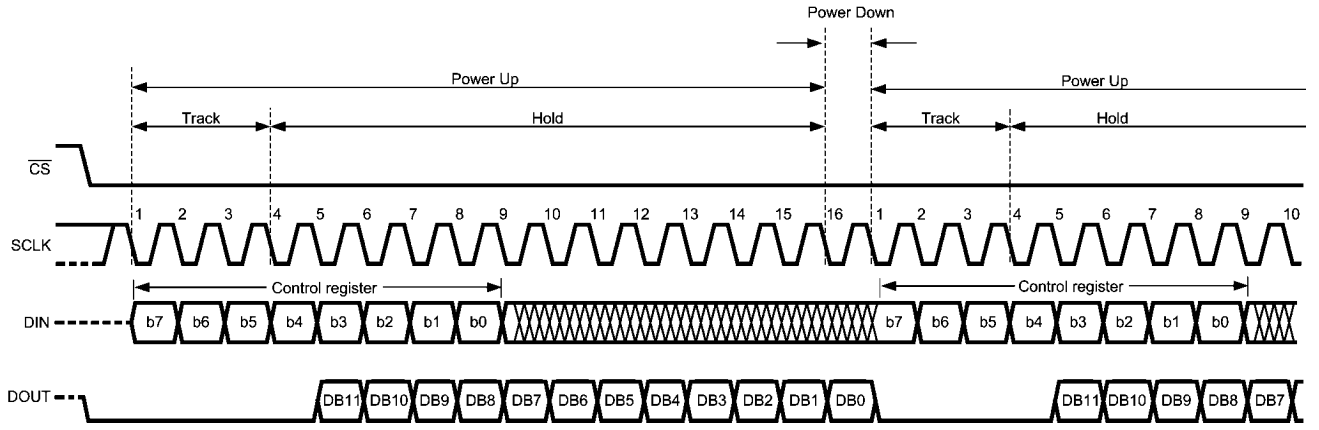 Power Down
Power Up
Power Up
Track
Hold
Track
Hold
CS
1 2 3 4 5 6 7 8 9 10 11 12 13 14 15 16 1 2 3 4 5 6 7 8 9 10
SCLK
Control register
Control register
DIN
b7 b6 b5 b4 b3 b2 b1 b0
b7 b6 b5 b4 b3 b2 b1 b0
DOUT
DB11 DB10 DB9 DB8 DB7 DB6 DB5 DB4 DB3 DB2 DB1 DB0
DB11 DB10 DB9 DB8 DB7